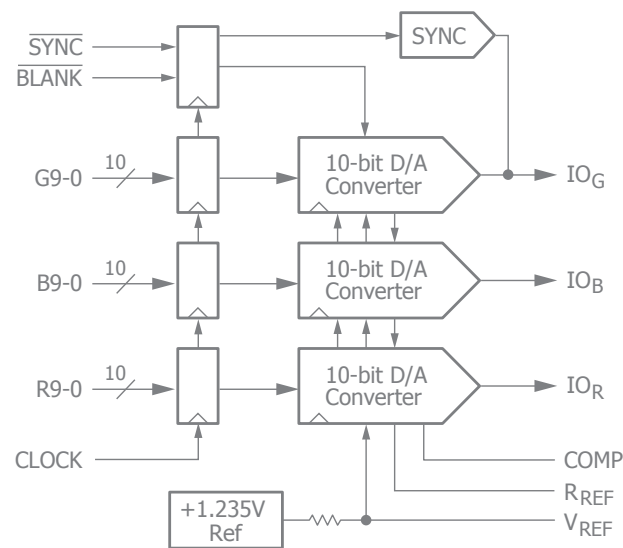 SYNC
SYNC
BLANK
10
G9-0
10-bit D/A
Converter
IOG
10
B9-0
10-bit D/A
Converter
IOB
10
R9-0
10-bit D/A
Converter
IOR
CLOCK
COMP
RREF
+1.235V
Ref
VREF